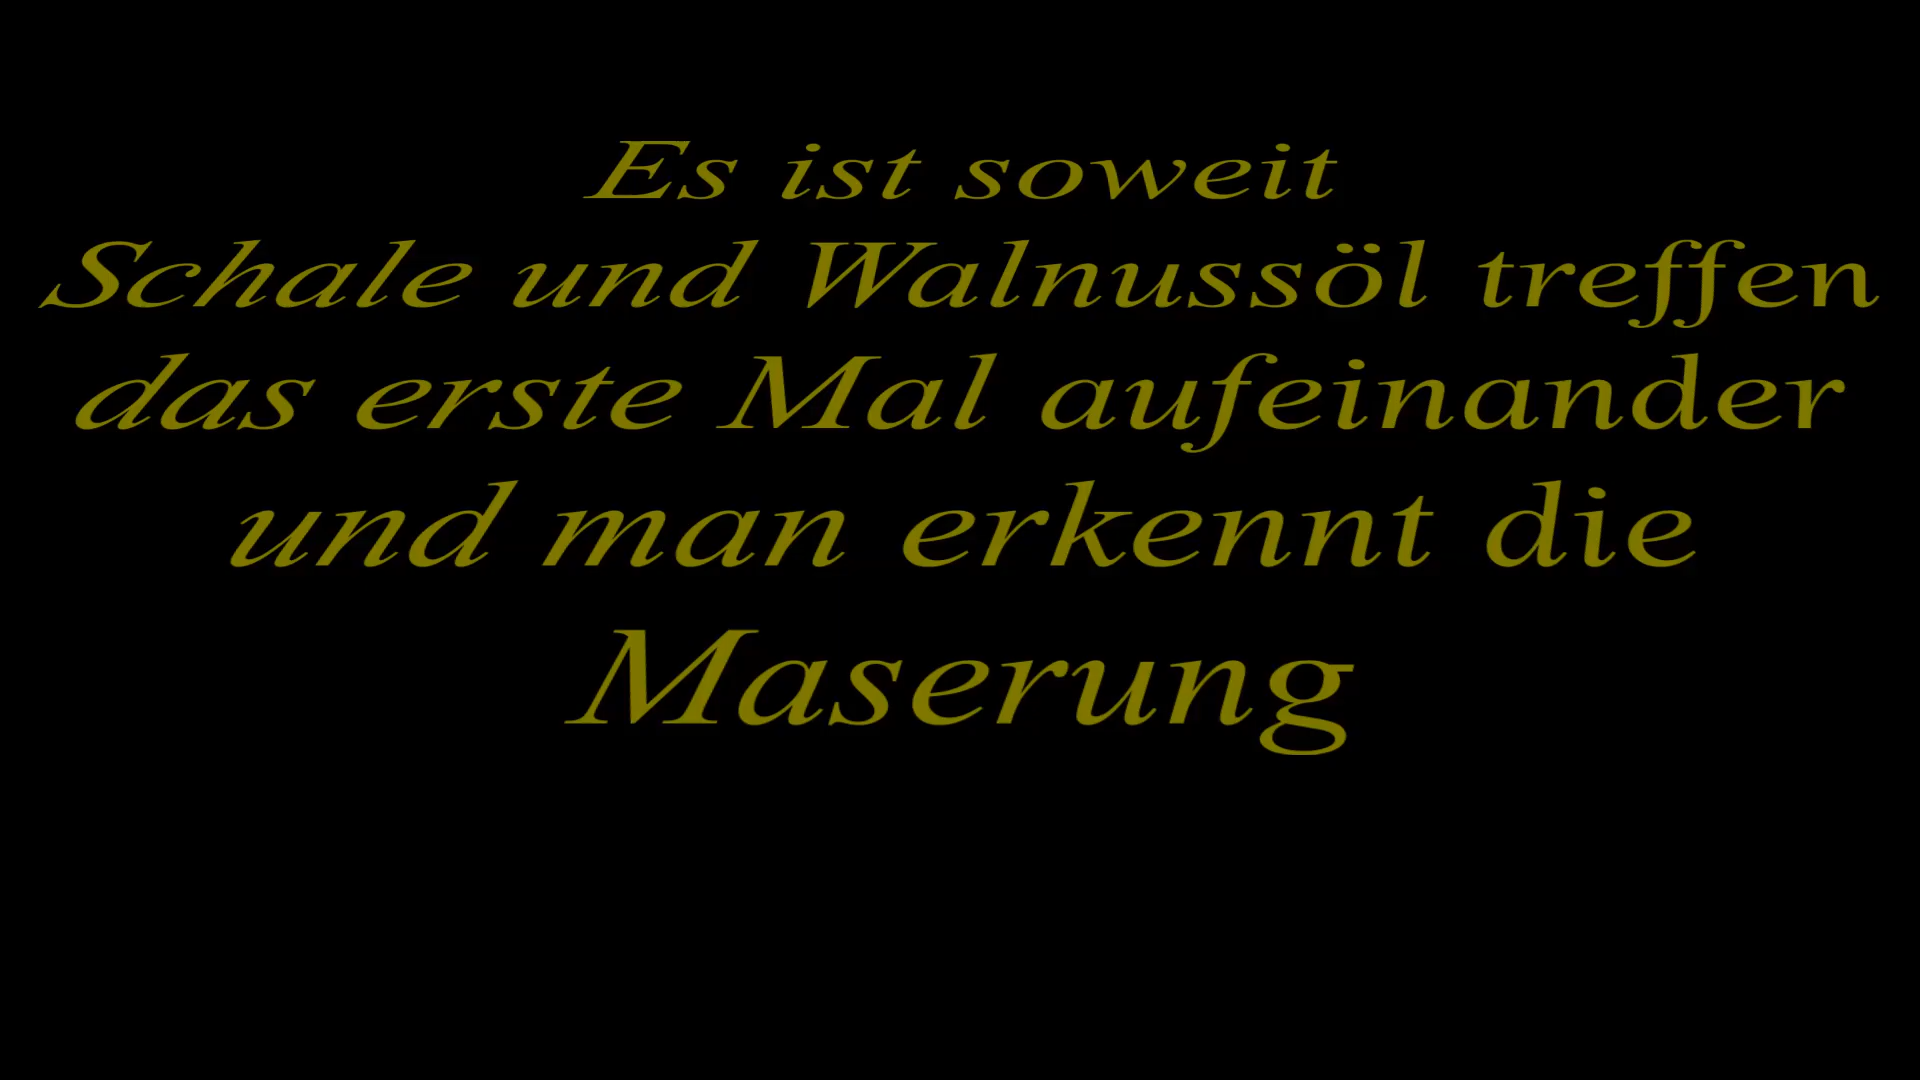 Es ist soweit
Schale und Walnussöl treffen
das erste Mal aufeinander
und man erkennt die
Maserung